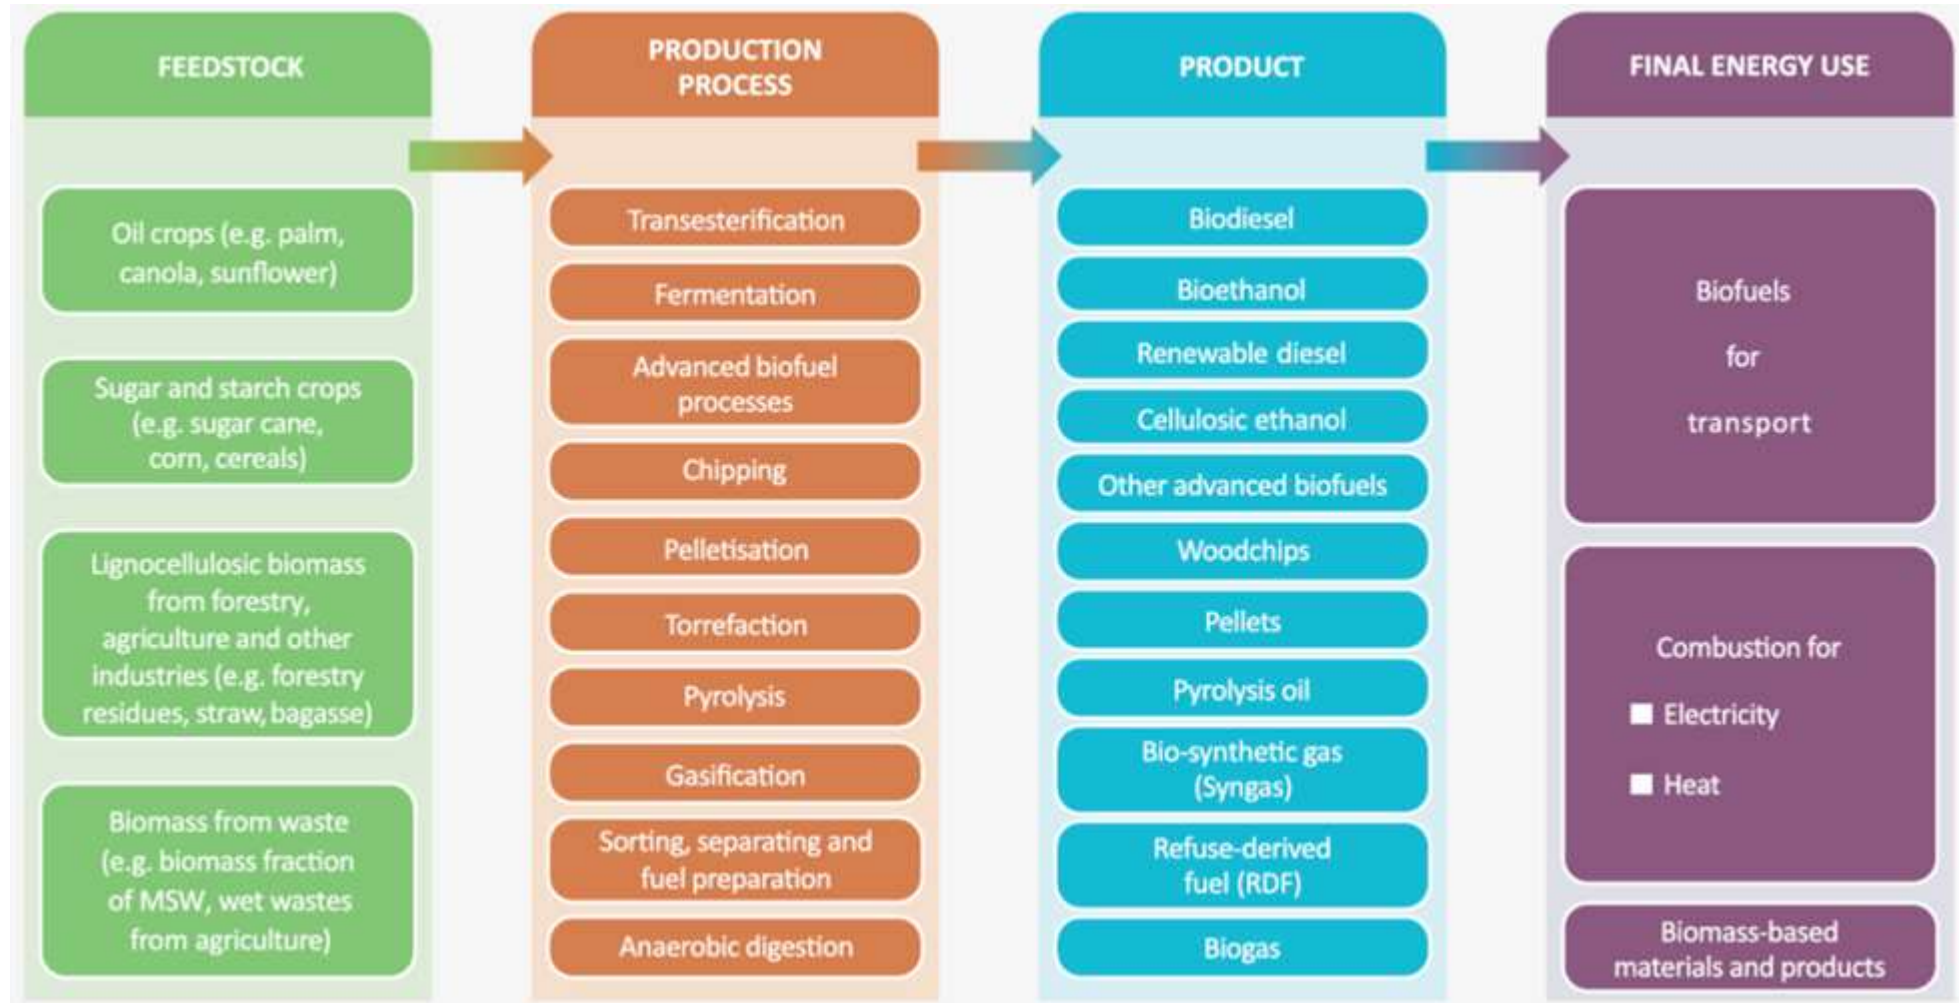 FEEDSTOCK
Oil crops (e.g. palm,
canola, sunflower)
Sugar and starch crops
(e.g. sugar cane,
corn, cereals)
Lignocellulosic biomass
from forestry,
agriculture and other
industries (e.g. forestry
residues, straw, bagasse)
Biomass from waste
(e.g. biomass fraction
of MSW, wet wastes
from agriculture)
PRODUCTION
PROCESS
Transesterification
Fermentation
Advanced biofuel
processes
Chipping
Pelletisation
Torrefaction
Pyrolysis
Gasification
Sorting, separating and
fuel preparation
Anaerobic digestion
PRODUCT
Biodiesel
Bioethanol
Renewable diesel
Cellulosic ethanol
Other advanced biofuels
Woodchips
Pellets
Pyrolysis oil
Bio-synthetic gas
(Syngas)
Refuse-derived
fuel (RDF)
Biogas
FINAL ENERGY USE
Biofuels
for
transport
Combustion for
Electricity
Heat
Biomass-based
materials and products